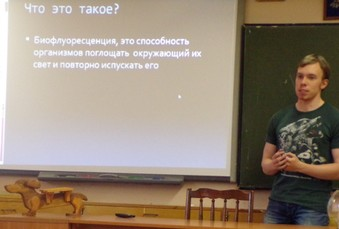 Что это такое?
Биофлуоресценция, это способность
организмов поглощать окружающий их
свет и повторно испускать его